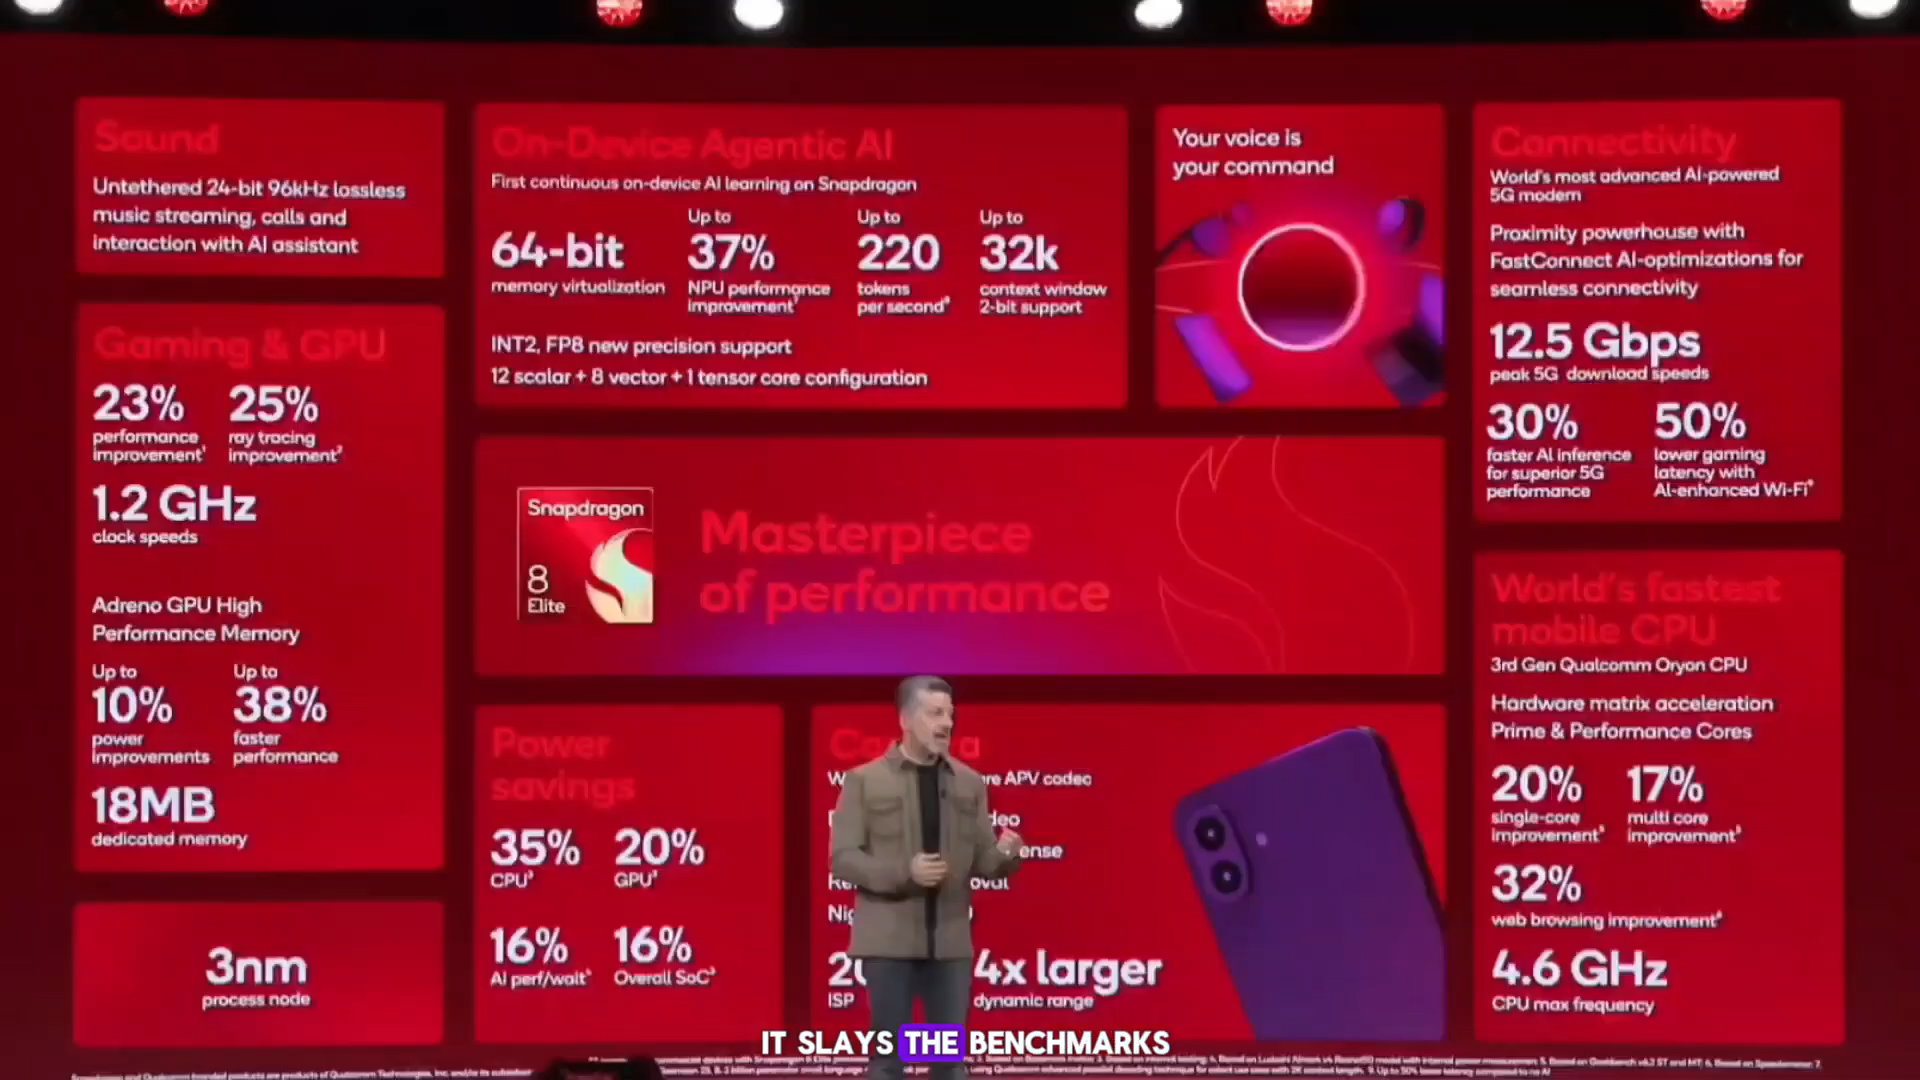 Sound
Untethered 24-bit 96kHz lossless
music streaming, calls and
interaction with AI assistant
Gaming & GPU
23% 25%
performance ray tracing
improvement¹ improvement²
1.2 GHz
clock speeds
Adreno GPU High
Performance Memory
Up to Up to
10% 38%
power faster
improvements performance
18MB
dedicated memory
3nm
process node
On-Device Agentic AI
First continuous on-device AI learning on Snapdragon
Up to Up to Up to
64-bit 37% 220 32k
memory virtualization NPU performance tokens context window
improvement per second 2-bit support
INT2, FP8 new precision support
12 scalar + 8 vector + 1 tensor core configuration
Your voice is
your command
Snapdragon
8
Elite
Masterpiece
of performance
Power
savings
35% 20%
CPU³ GPU³
16% 16%
AI perf/watt Overall SoC³
APV codec
4x larger
ISP dynamic range
Connectivity
World's most advanced AI-powered
5G modem
Proximity powerhouse with
FastConnect AI-optimizations for
seamless connectivity
12.5 Gbps
peak 5G download speeds
30% 50%
faster AI inference lower gaming
for superior 5G latency with
performance AI-enhanced Wi-Fi
World's fastest
mobile CPU
3rd Gen Qualcomm Oryon CPU
Hardware matrix acceleration
Prime & Performance Cores
20% 17%
single-core multi core
improvement improvement
32%
web browsing improvement
4.6 GHz
CPU max frequency
IT SLAYS THE BENCHMARKS